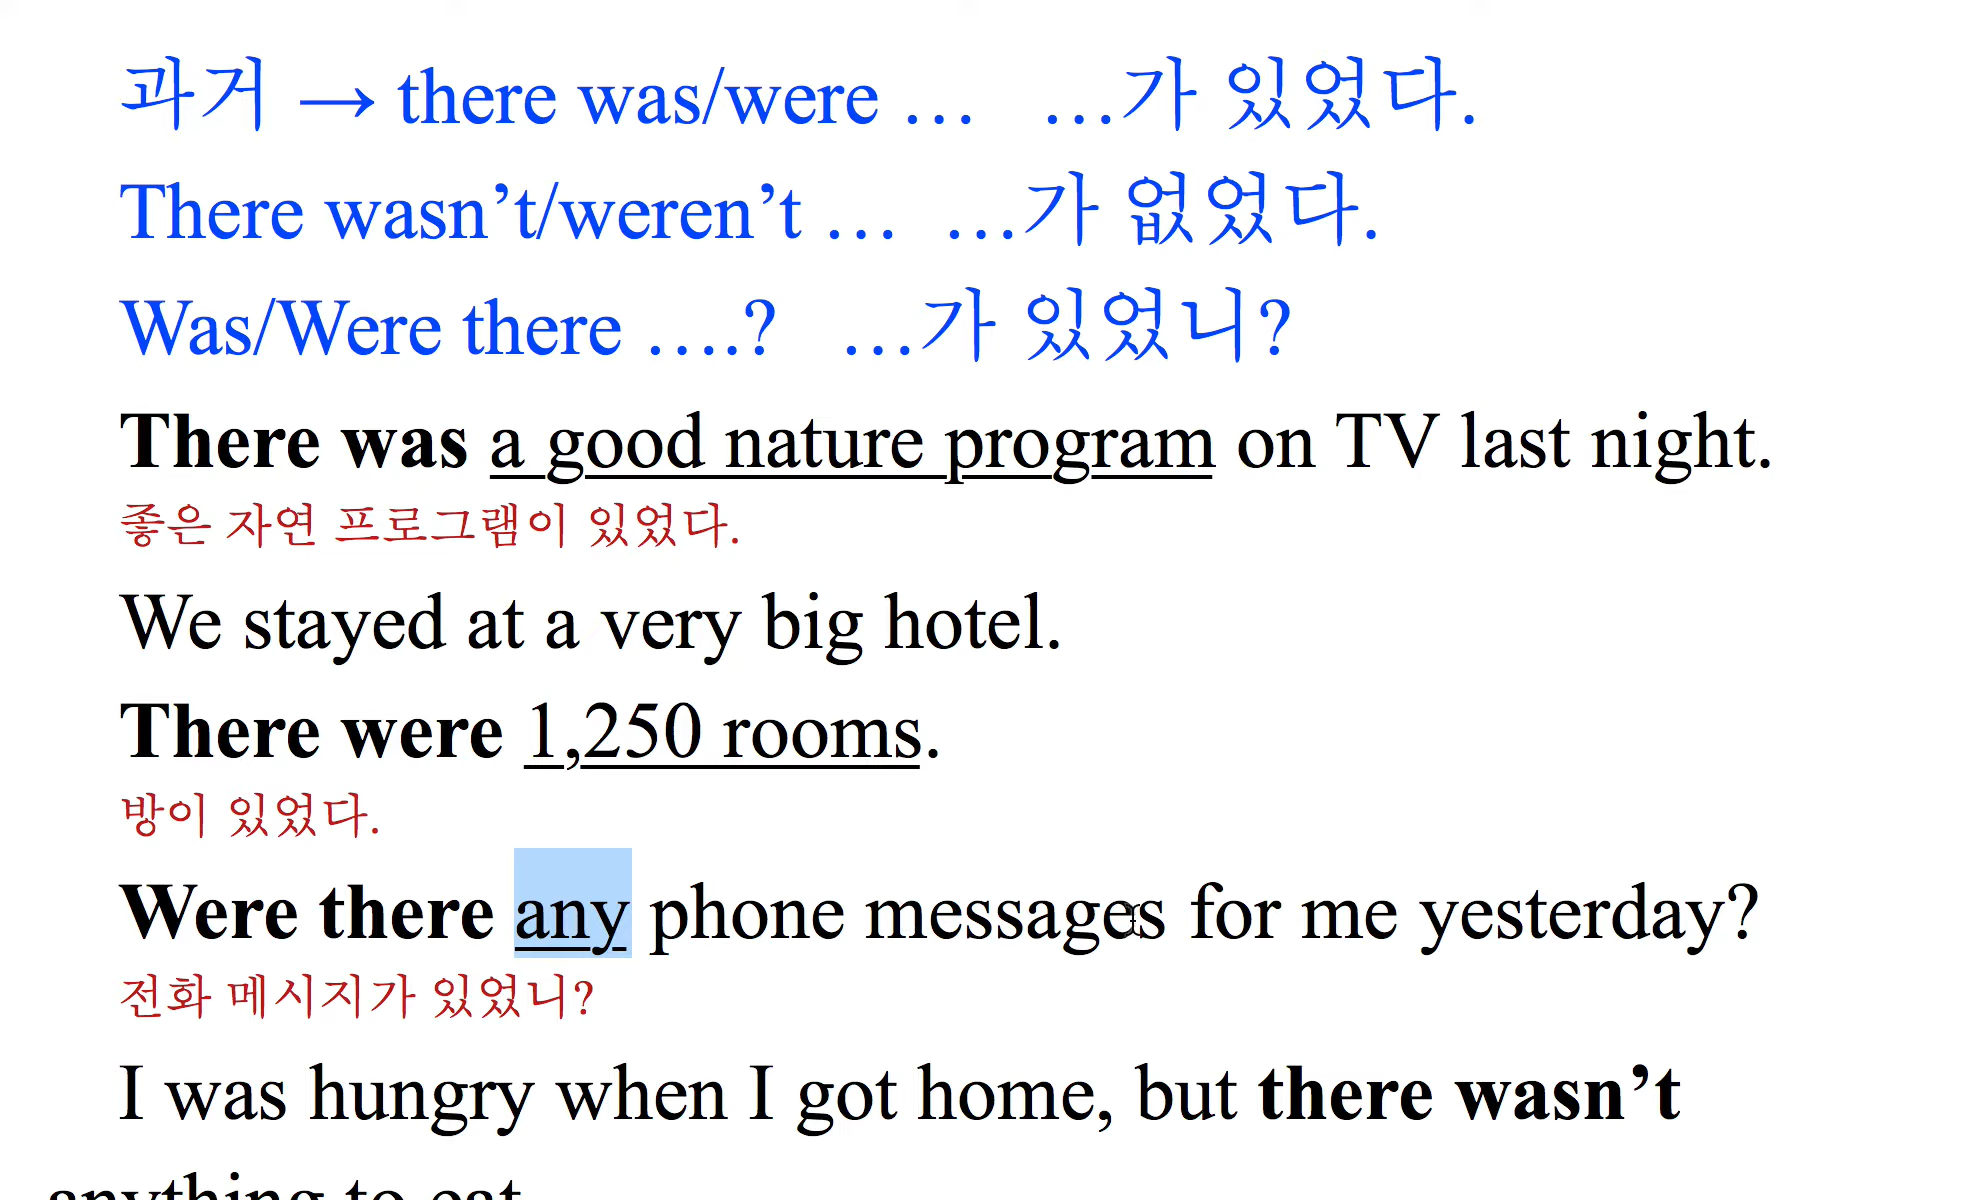 과거 → there was/were … …가 있었다.
There wasn’t/weren’t … …가 없었다.
Was/Were there ….? …가 있었니?
There was a good nature program on TV last night.
좋은 자연 프로그램이 있었다.
We stayed at a very big hotel.
There were 1,250 rooms.
방이 있었다.
Were there any phone messages for me yesterday?
전화 메시지가 있었니?
I was hungry when I got home, but there wasn’t
anything to eat